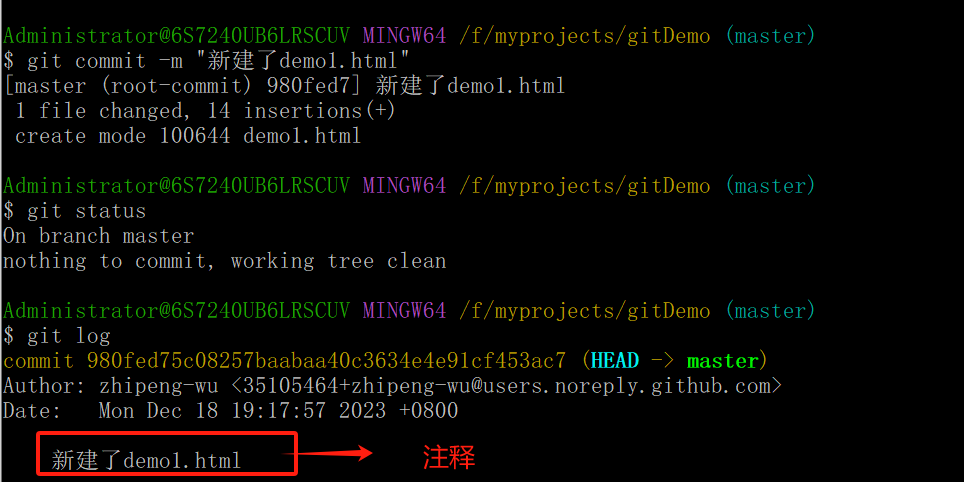 Administrator@6S7240UB6LRSCUV MINGW64 /f/myprojects/gitDemo (master)
$ git commit -m "新建了demo1.html"
[master (root-commit) 980fed7] 新建了demo1.html
 1 file changed, 14 insertions(+)
 create mode 100644 demo1.html
Administrator@6S7240UB6LRSCUV MINGW64 /f/myprojects/gitDemo (master)
$ git status
On branch master
nothing to commit, working tree clean
Administrator@6S7240UB6LRSCUV MINGW64 /f/myprojects/gitDemo (master)
$ git log
commit 980fed75c08257baabaa40c3634e4e91cf453ac7 (HEAD -> master)
Author: zhipeng-wu <35105464+zhipeng-wu@users.noreply.github.com>
Date:   Mon Dec 18 19:17:57 2023 +0800
新建了demo1.html 注释